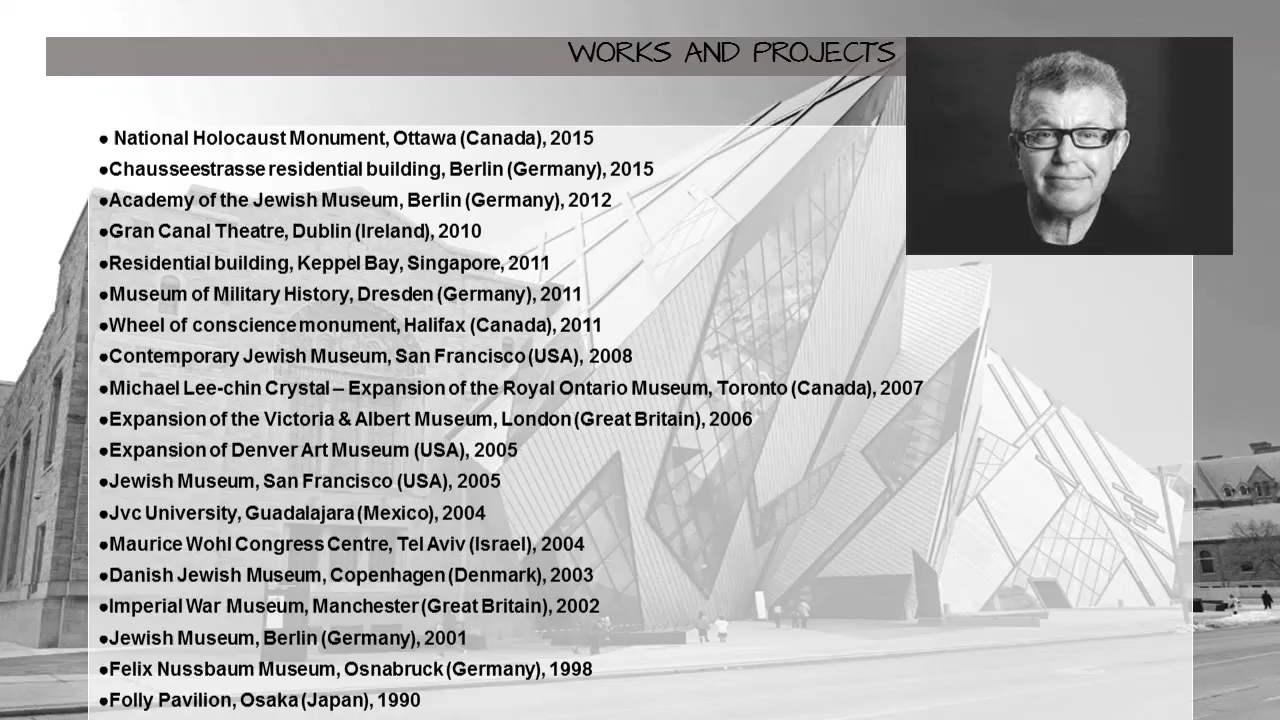 WORKS AND PROJECTS
● National Holocaust Monument, Ottawa (Canada), 2015
●Chausseestrasse residential building, Berlin (Germany), 2015
●Academy of the Jewish Museum, Berlin (Germany), 2012
●Gran Canal Theatre, Dublin (Ireland), 2010
●Residential building, Keppel Bay, Singapore, 2011
●Museum of Military History, Dresden (Germany), 2011
●Wheel of conscience monument, Halifax (Canada), 2011
●Contemporary Jewish Museum, San Francisco (USA), 2008
●Michael Lee-chin Crystal – Expansion of the Royal Ontario Museum, Toronto (Canada), 2007
●Expansion of the Victoria & Albert Museum, London (Great Britain), 2006
●Expansion of Denver Art Museum (USA), 2005
●Jewish Museum, San Francisco (USA), 2005
●Jvc University, Guadalajara (Mexico), 2004
●Maurice Wohl Congress Centre, Tel Aviv (Israel), 2004
●Danish Jewish Museum, Copenhagen (Denmark), 2003
●Imperial War Museum, Manchester (Great Britain), 2002
●Jewish Museum, Berlin (Germany), 2001
●Felix Nussbaum Museum, Osnabruck (Germany), 1998
●Folly Pavilion, Osaka (Japan), 1990